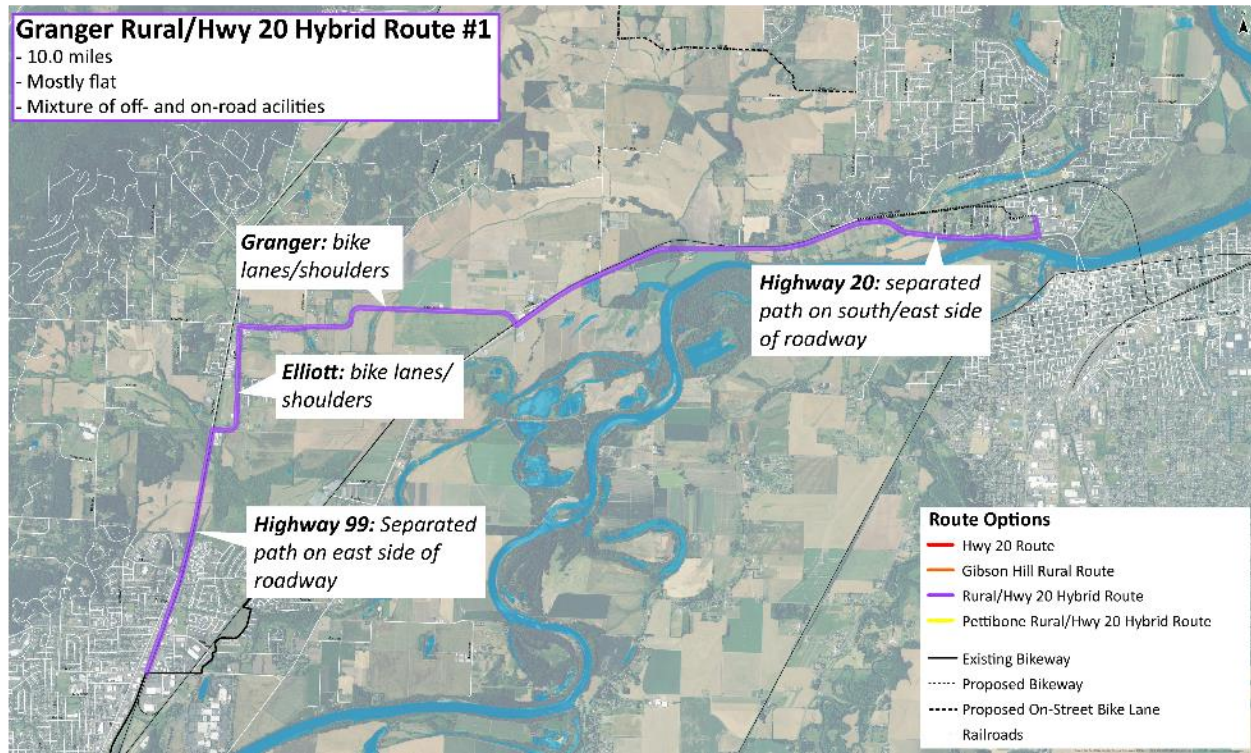 Granger Rural/Hwy 20 Hybrid Route #1
- 10.0 miles
- Mostly flat
- Mixture of off- and on-road acilities
Granger: bike
lanes/shoulders
Highway 20: separated
path on south/east side
of roadway
Elliott: bike lanes/
shoulders
Highway 99: Separated
path on east side of
roadway
Route Options
Hwy 20 Route
Gibson Hill Rural Route
Rural/Hwy 20 Hybrid Route
Pettibone Rural/Hwy 20 Hybrid Route
Existing Bikeway
Proposed Bikeway
Proposed On-Street Bike Lane
Railroads